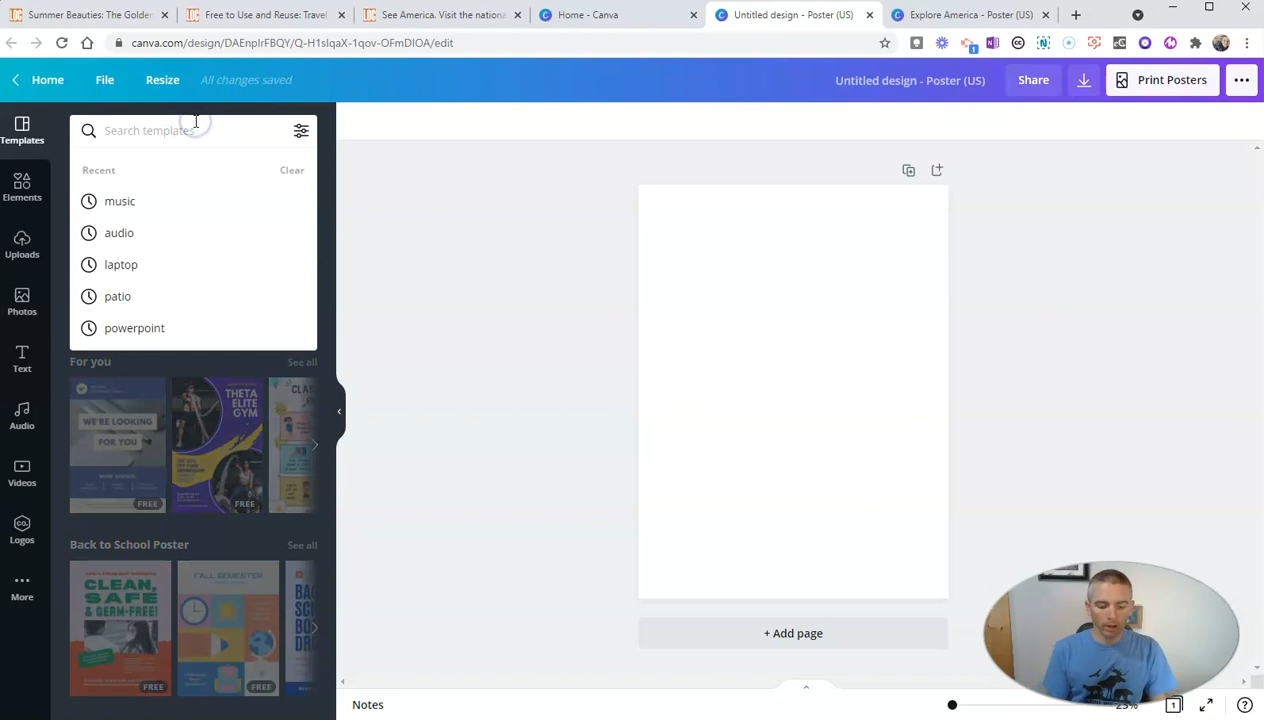 Summer Beauties: The Golden
Free to Use and Reuse: Travel
See America. Visit the nationa
Home - Canva
Untitled design - Poster (US)
Explore America - Poster (US)
canva.com/design/DAEnpIrFBQY/Q-H1sIqaX-1qov-OFmDIOA/edit
Home
File
Resize
All changes saved
Untitled design - Poster (US)
Share
Print Posters
Templates
Search templates
Recent
Clear
music
audio
laptop
patio
powerpoint
Elements
Uploads
Photos
Text
Audio
Videos
Logos
More
For you
See all
WE'RE LOOKING
FOR YOU
THETA
ELITE
GYM
FREE
FREE
Back to School Poster
See all
CLEAN,
SAFE
& GERM-FREE!
FALL SEMESTER
FREE
FREE
+ Add page
Notes
25%
1